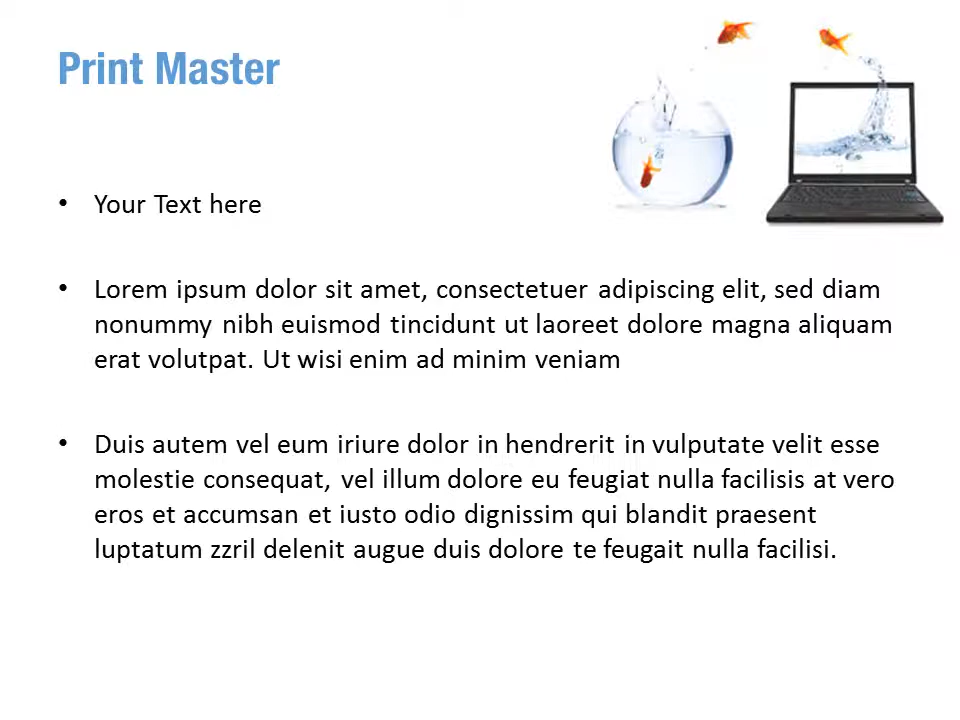 Print Master
• Your Text here
• Lorem ipsum dolor sit amet, consectetuer adipiscing elit, sed diam
nonummy nibh euismod tincidunt ut laoreet dolore magna aliquam
erat volutpat. Ut wisi enim ad minim veniam
• Duis autem vel eum iriure dolor in hendrerit in vulputate velit esse
molestie consequat, vel illum dolore eu feugiat nulla facilisis at vero
eros et accumsan et iusto odio dignissim qui blandit praesent
luptatum zzril delenit augue duis dolore te feugait nulla facilisi.